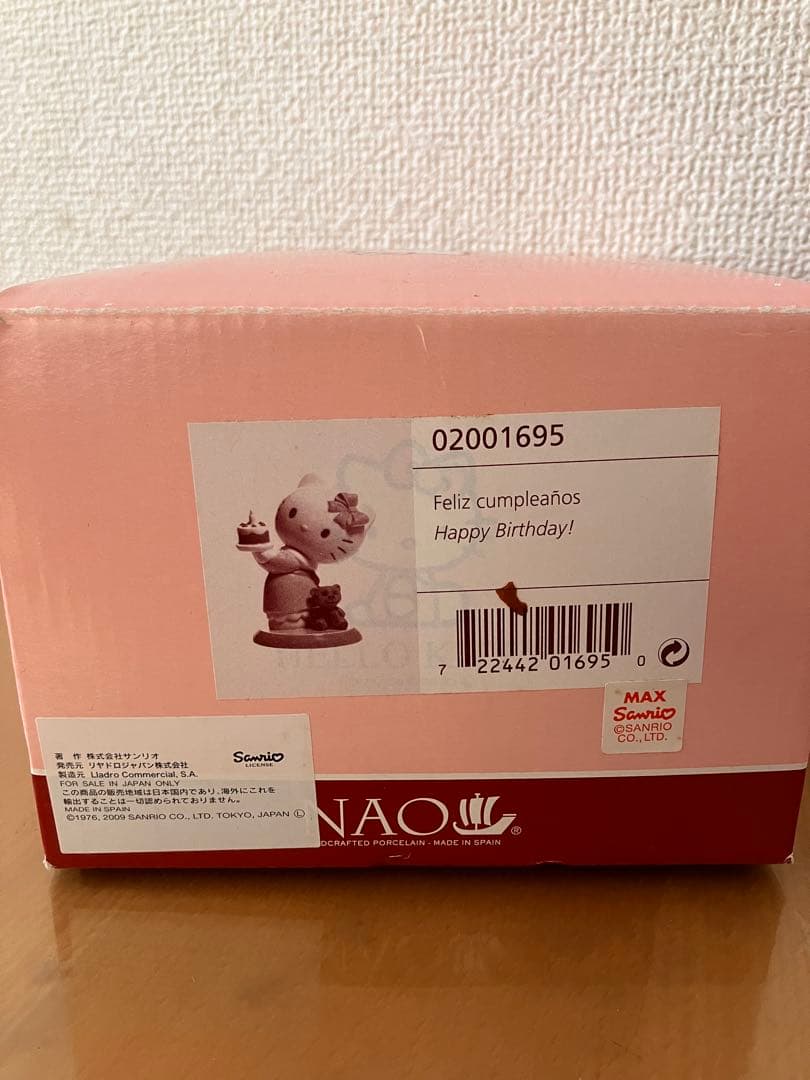 02001695
Feliz cumpleaños
Happy Birthday!
7 22442 01695 0
MAX
Sanrio
©SANRIO
CO., LTD.
著 作 株式会社サンリオ
発売元 リヤドロジャパン株式会社
製造元 Lladro Commercial, S.A.
Sanrio
LICENSE
FOR SALE IN JAPAN ONLY
この商品の販売地域は日本国内であり、海外にこれを
輸出することは一切認められておりません。
MADE IN SPAIN
©1976, 2009 SANRIO CO., LTD. TOKYO, JAPAN Ⓛ
NAO ®
DCRAFTED PORCELAIN - MADE IN SPAIN